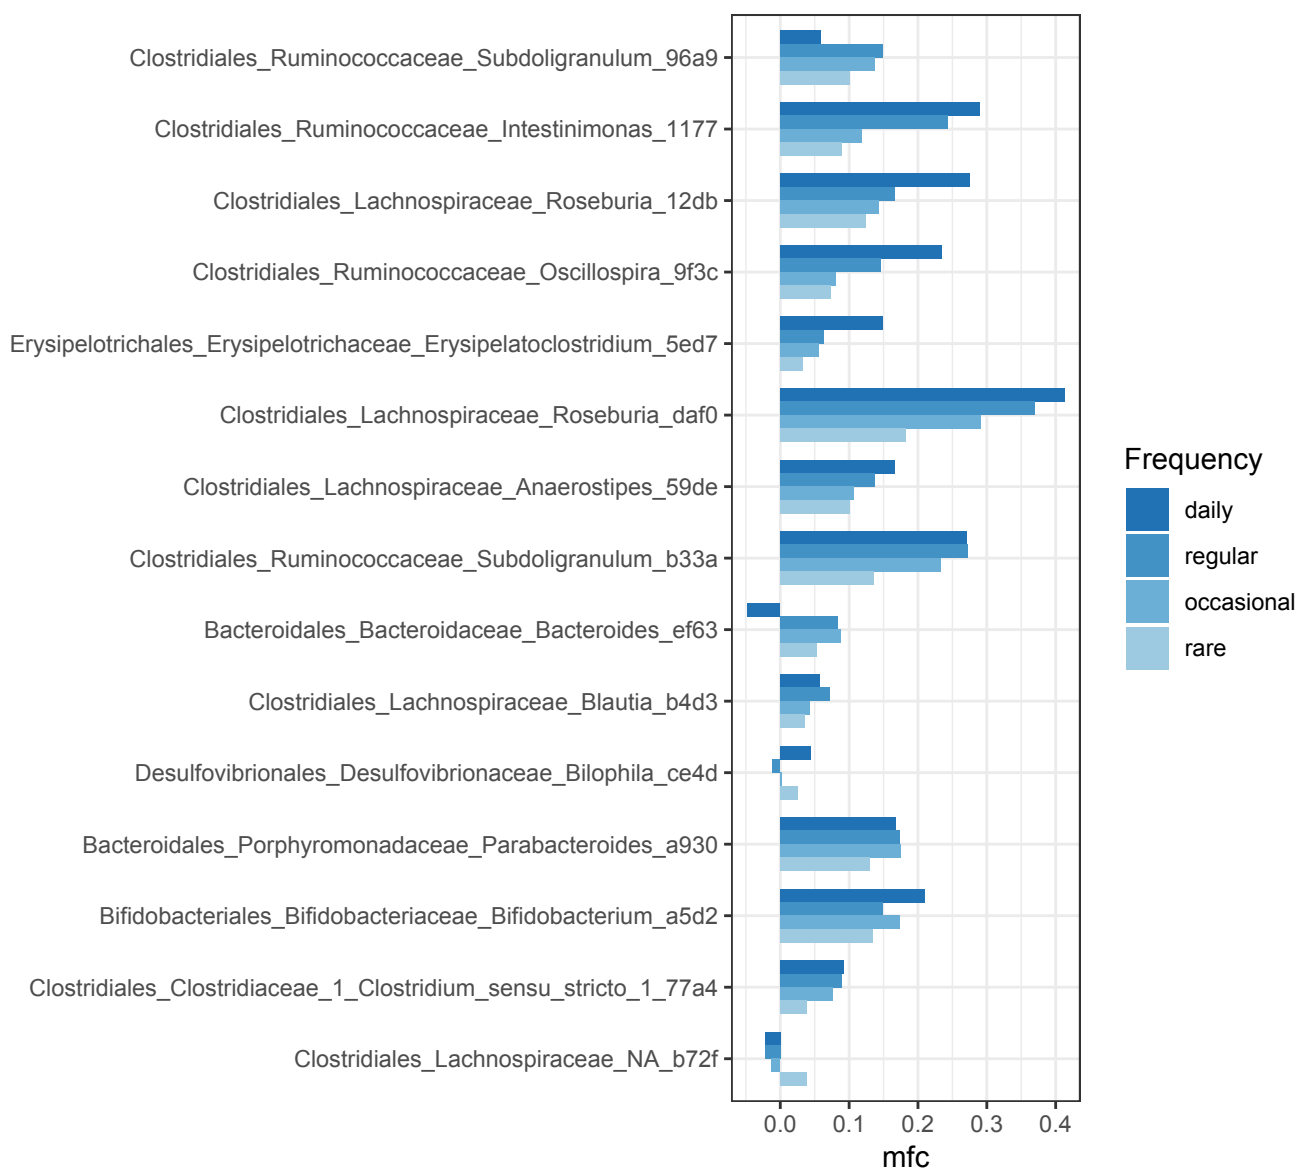 Clostridiales_Ruminococcaceae_Subdoligranulum_96a9
Clostridiales_Ruminococcaceae_Intestinimonas_1177
Clostridiales_Lachnospiraceae_Roseburia_12db
Clostridiales_Ruminococcaceae_Oscillospira_9f3c
Erysipelotrichales_Erysipelotrichaceae_Erysipelatoclostridium_5ed7
Clostridiales_Lachnospiraceae_Roseburia_daf0
Clostridiales_Lachnospiraceae_Anaerostipes_59de
Clostridiales_Ruminococcaceae_Subdoligranulum_b33a
Bacteroidales_Bacteroidaceae_Bacteroides_ef63
Clostridiales_Lachnospiraceae_Blautia_b4d3
Desulfovibrionales_Desulfovibrionaceae_Bilophila_ce4d
Bacteroidales_Porphyromonadaceae_Parabacteroides_a930
Bifidobacteriales_Bifidobacteriaceae_Bifidobacterium_a5d2
Clostridiales_Clostridiaceae_1_Clostridium_sensu_stricto_1_77a4
Clostridiales_Lachnospiraceae_NA_b72f
0.0 0.1 0.2 0.3 0.4
mfc
Frequency
daily
regular
occasional
rare